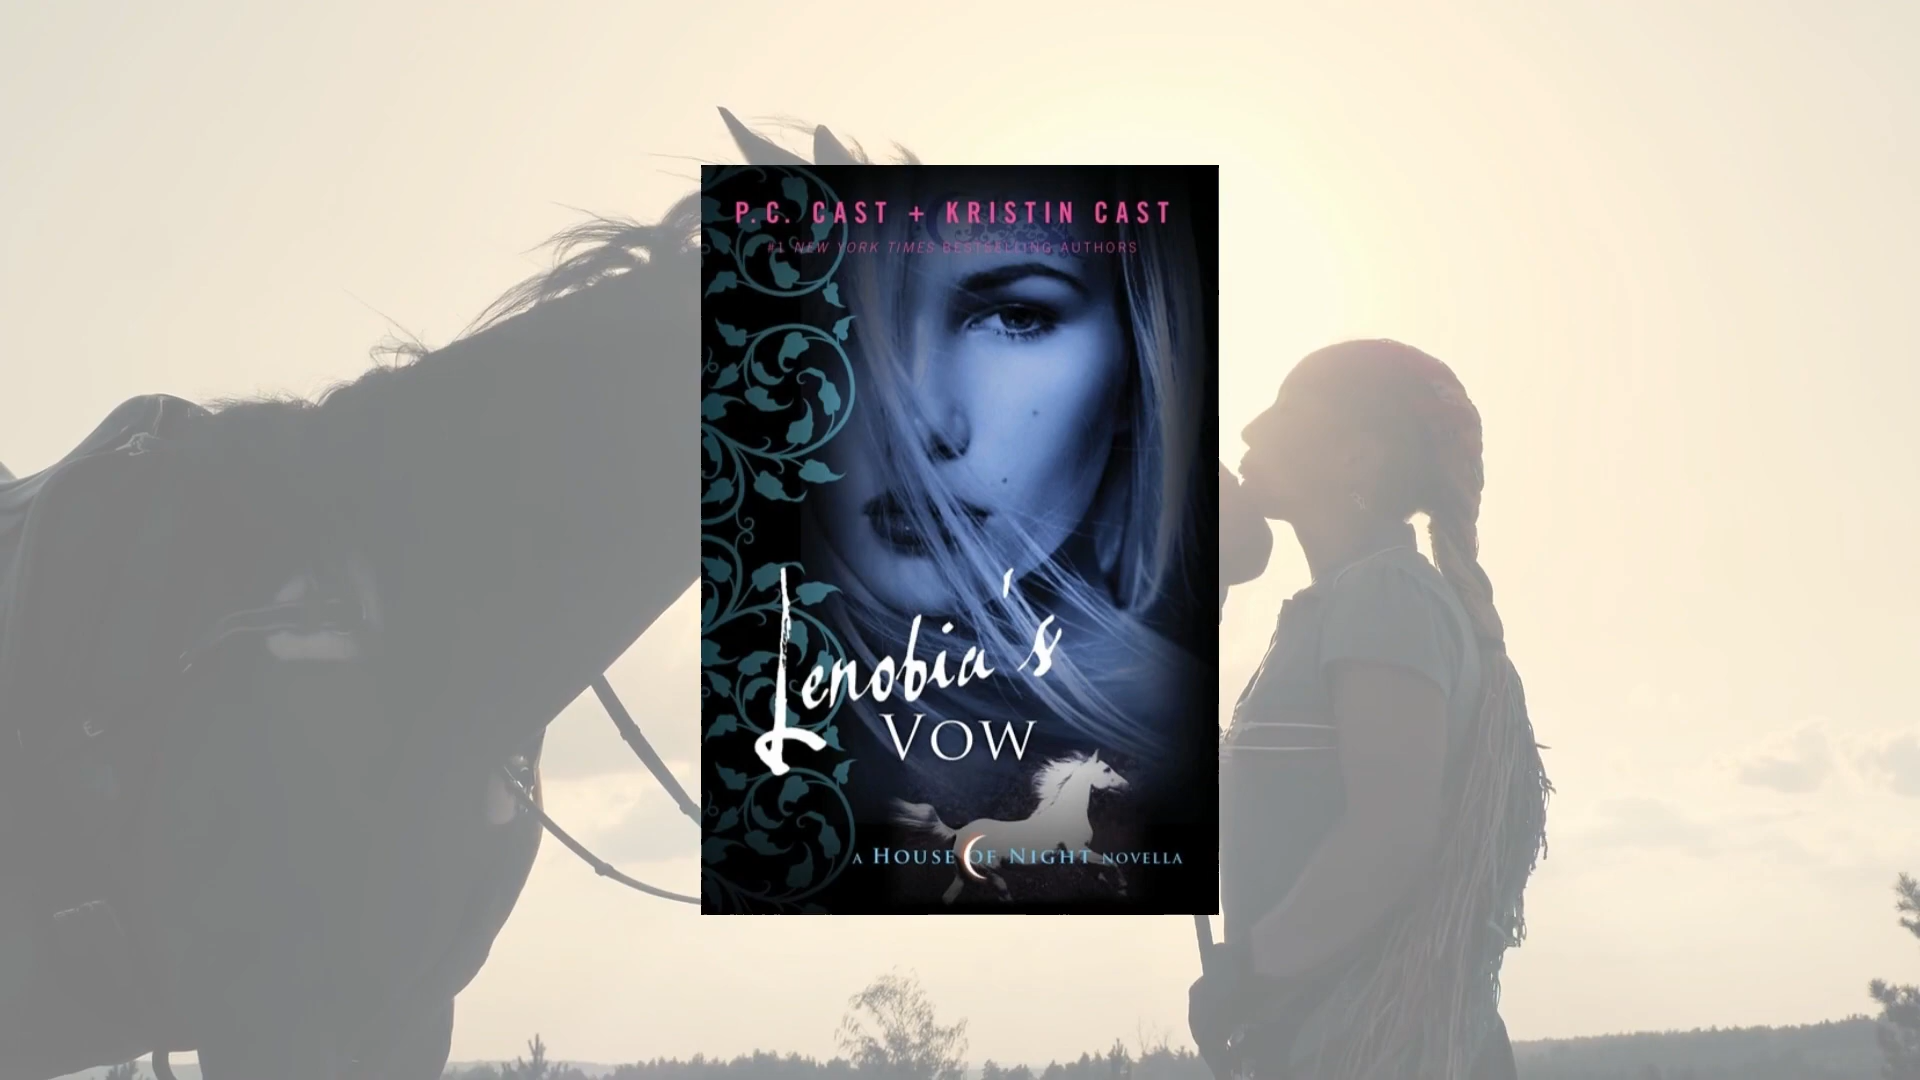 P.C. CAST + KRISTIN CAST
#1 NEW YORK TIMES BESTSELLING AUTHORS
Lenobia's
VOW
A HOUSE OF NIGHT NOVELLA